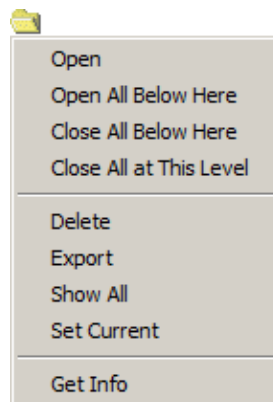 Open
Open All Below Here
Close All Below Here
Close All at This Level
Delete
Export
Show All
Set Current
Get Info